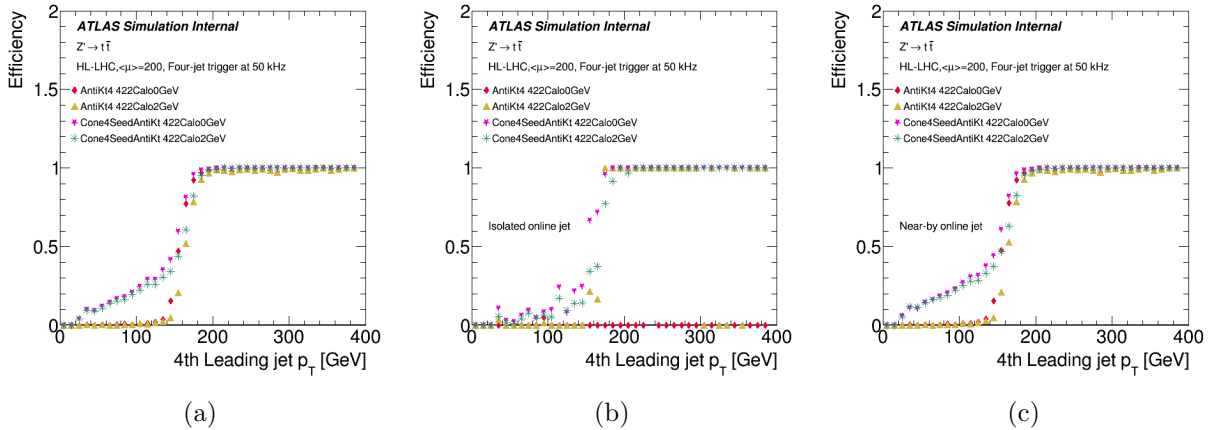 ATLAS Simulation Internal
Z' → t t̄
HL-LHC,<μ>=200, Four-jet trigger at 50 kHz
AntiKt4 422Calo0GeV
AntiKt4 422Calo2GeV
Cone4SeedAntiKt 422Calo0GeV
Cone4SeedAntiKt 422Calo2GeV
Efficiency
2
1.5
1
0.5
0
0 100 200 300 400
4th Leading jet p_T [GeV]
(a)
ATLAS Simulation Internal
Z' → t t̄
HL-LHC,<μ>=200, Four-jet trigger at 50 kHz
AntiKt4 422Calo0GeV
AntiKt4 422Calo2GeV
Cone4SeedAntiKt 422Calo0GeV
Cone4SeedAntiKt 422Calo2GeV
Isolated online jet
Efficiency
2
1.5
1
0.5
0
0 100 200 300 400
4th Leading jet p_T [GeV]
(b)
ATLAS Simulation Internal
Z' → t t̄
HL-LHC,<μ>=200, Four-jet trigger at 50 kHz
AntiKt4 422Calo0GeV
AntiKt4 422Calo2GeV
Cone4SeedAntiKt 422Calo0GeV
Cone4SeedAntiKt 422Calo2GeV
Near-by online jet
Efficiency
2
1.5
1
0.5
0
0 100 200 300 400
4th Leading jet p_T [GeV]
(c)